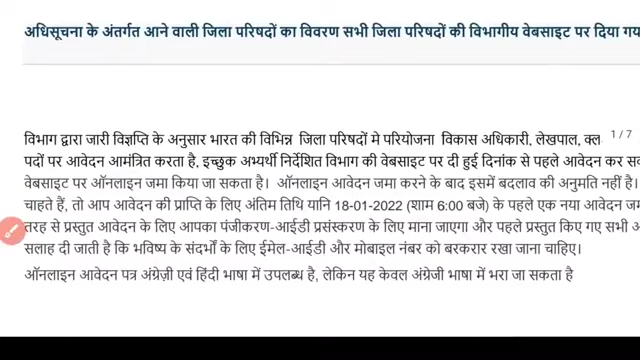 अधिसूचना के अंतर्गत आने वाली जिला परिषदों का विवरण सभी जिला परिषदों की विभागीय वेबसाइट पर दिया गय
1 / 7
विभाग द्वारा जारी विज्ञप्ति के अनुसार भारत की विभिन्न जिला परिषदों मे परियोजना विकास अधिकारी, लेखपाल, क्ल
पदों पर आवेदन आमंत्रित करता है, इच्छुक अभ्यर्थी निर्देशित विभाग की वेबसाइट पर दी हुई दिनांक से पहले आवेदन कर
वेबसाइट पर ऑनलाइन जमा किया जा सकता है। ऑनलाइन आवेदन जमा करने के बाद इसमें बदलाव की अनुमति नहीं है।
चाहते हैं, तो आप आवेदन की प्राप्ति के लिए अंतिम तिथि यानि 18-01-2022 (शाम 6:00 बजे) के पहले एक नया आवेदन
तरह से प्रस्तुत आवेदन के लिए आपका पंजीकरण-आईडी प्रसंस्करण के लिए माना जाएगा और पहले प्रस्तुत किए गए सभी
सलाह दी जाती है कि भविष्य के संदर्भों के लिए ईमेल-आईडी और मोबाइल नंबर को बरकरार रखा जाना चाहिए।
ऑनलाइन आवेदन पत्र अंग्रेज़ी एवं हिंदी भाषा में उपलब्ध है, लेकिन यह केवल अंग्रेजी भाषा में भरा जा सकता है